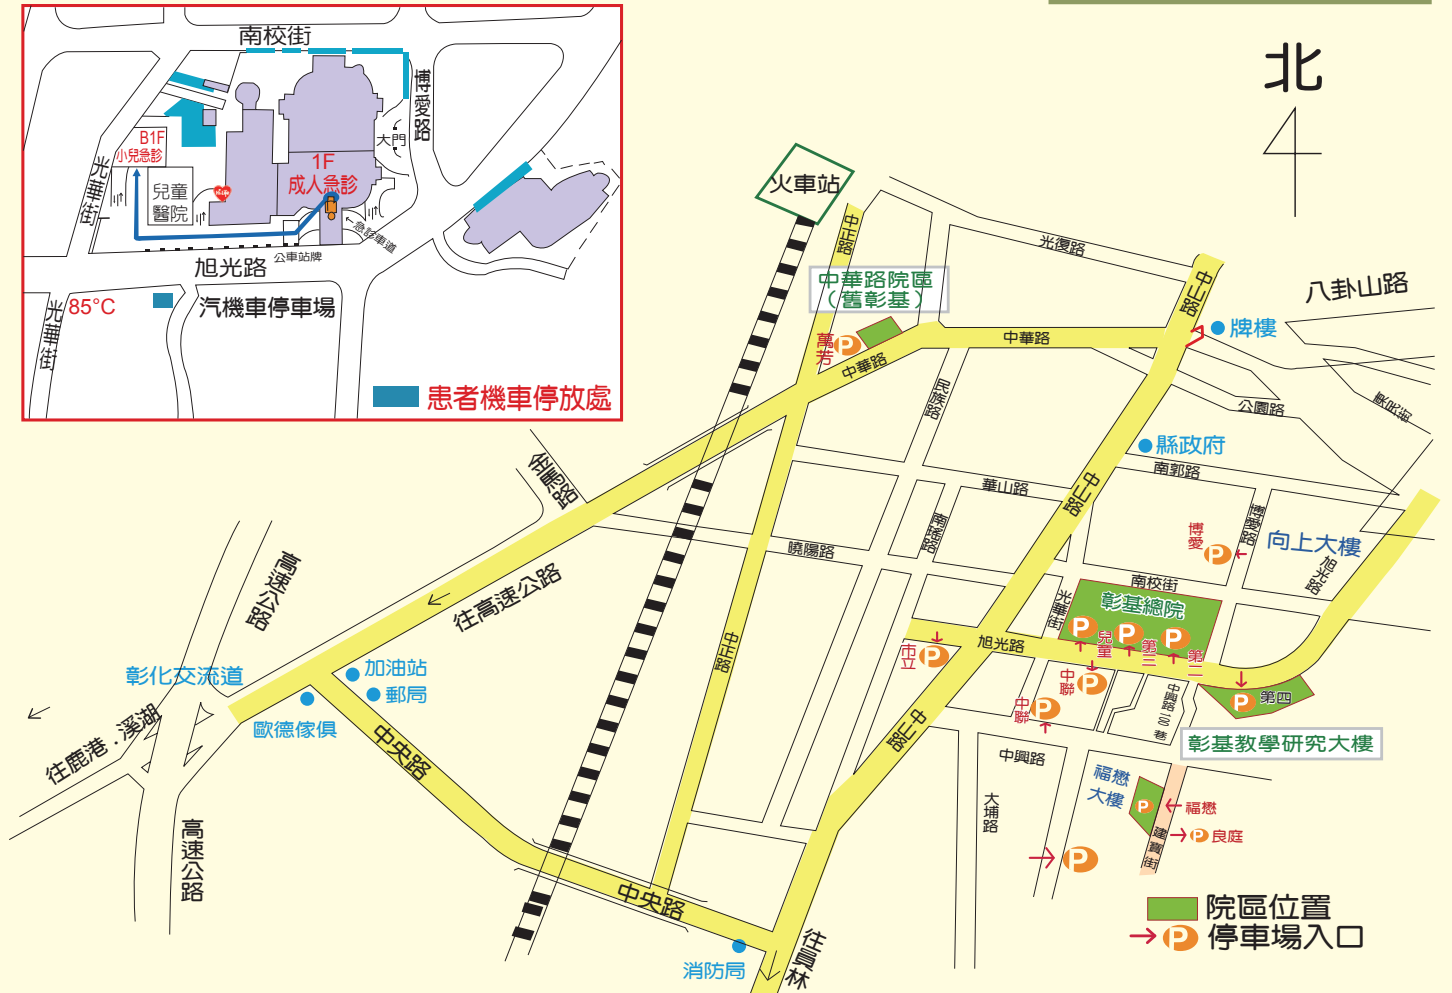 南校街
博愛路
大門
B1F
小兒急診
1F
成人急診
光華街
兒童
醫院
急診車道
公車站牌
旭光路
85°C
汽機車停車場
光華街
患者機車停放處
北
火車站
中正路
光復路
中山路
八卦山路
中華路院區
(舊彰基)
牌樓
萬芳
P
中華路
中華路
民族路
公園路
縣政府
南郭路
中山路
華山路
金馬路
曉陽路
南瑤路
博愛路
博愛
P
向上大樓
旭光路
高速公路
往高速公路
南校街
光華街
彰基總院
P
P
P
兒童
第三
第二
旭光路
市立
P
中聯
P
中聯
P
中正路
中興路100巷
P
第四
彰基教學研究大樓
彰化交流道
加油站
郵局
歐德傢俱
往鹿港.溪湖
中央路
中山路
中興路
福懋
大樓
P
福懋
P
良庭
建寶街
大埔路
P
高速公路
中央路
院區位置
P
停車場入口
消防局
往員林